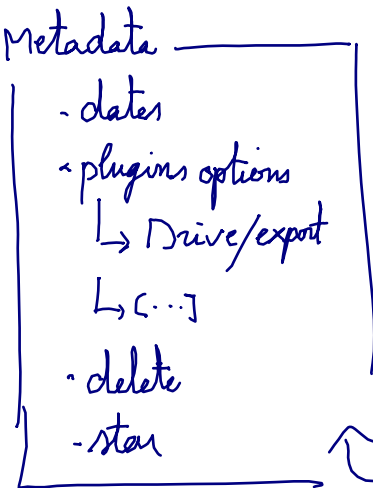 Metadata
- dates
- plugins options
↳ Drive/export
↳ [...]
- delete
- star